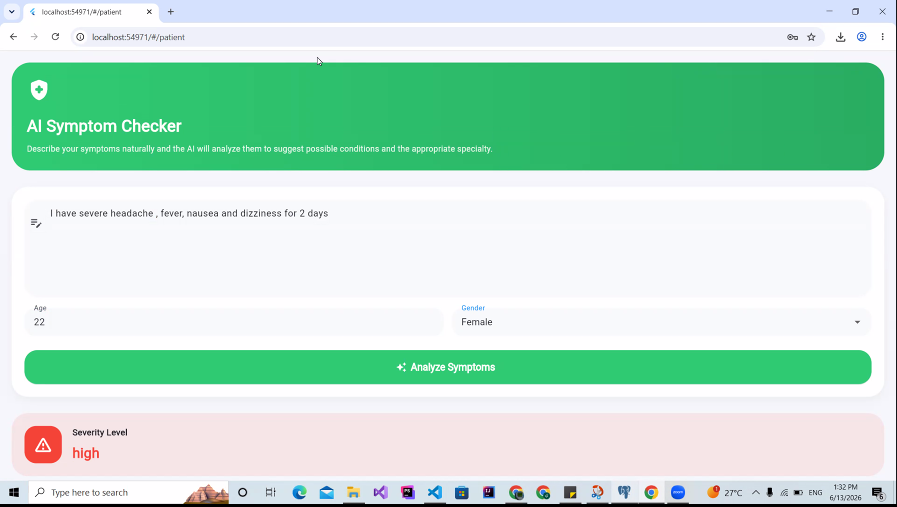 localhost:54971/#/patient
localhost:54971/#/patient
AI Symptom Checker
Describe your symptoms naturally and the AI will analyze them to suggest possible conditions and the appropriate specialty.
I have severe headache , fever, nausea and dizziness for 2 days
Age
22
Gender
Female
Analyze Symptoms
Severity Level
high
Type here to search
zoom
27°C
ENG
1:32 PM
6/13/2026
6